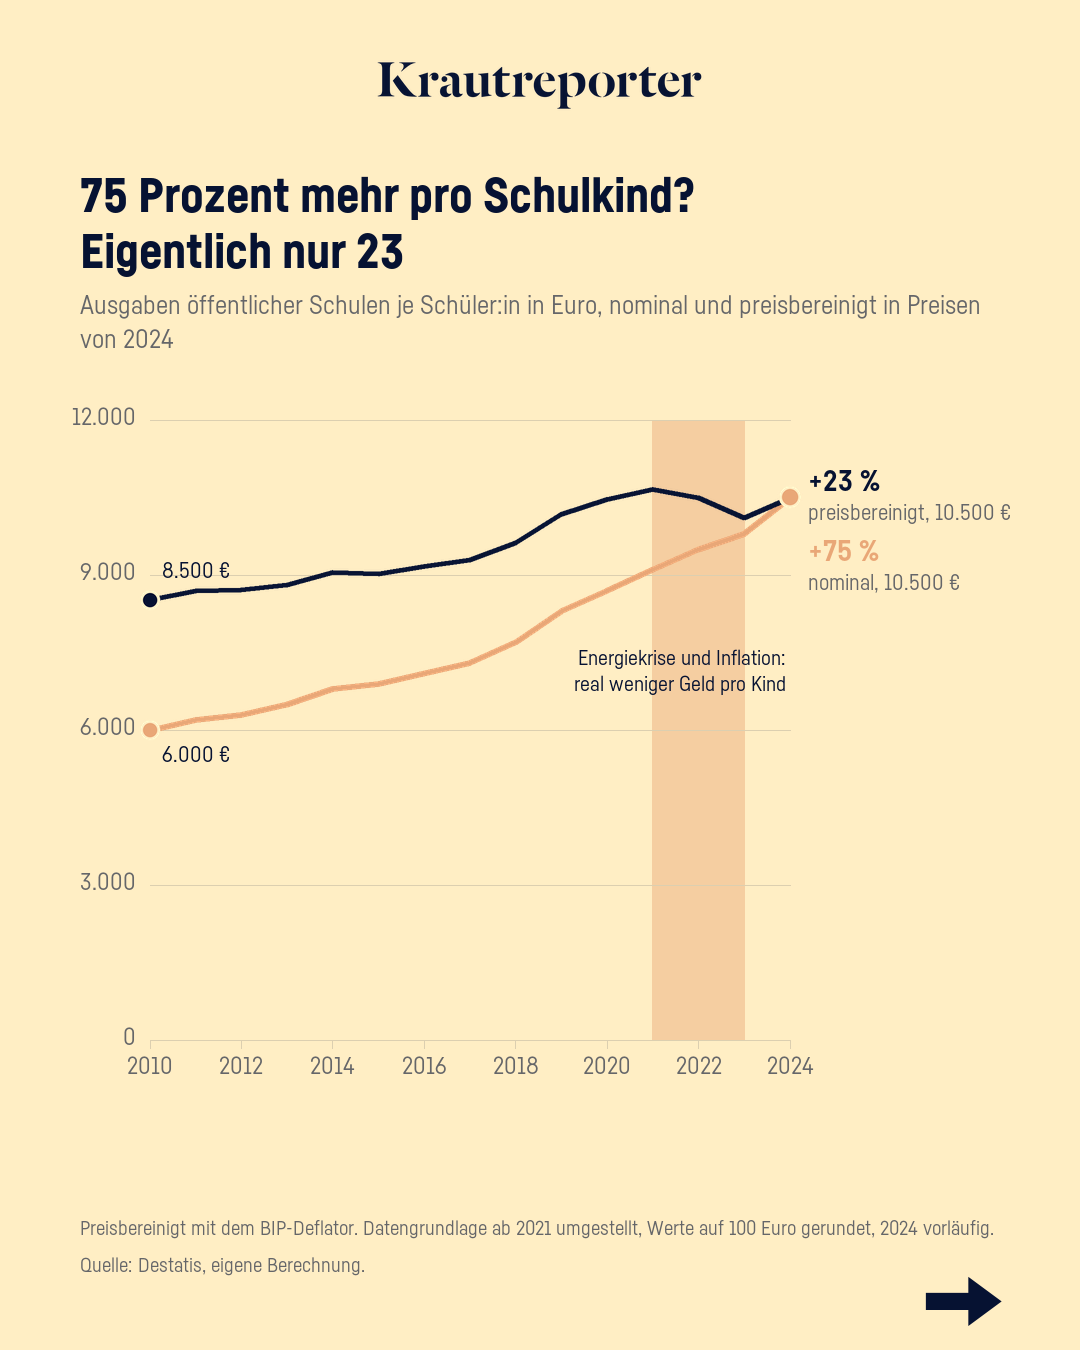 Krautreporter
75 Prozent mehr pro Schulkind?
Eigentlich nur 23
Ausgaben öffentlicher Schulen je Schüler:in in Euro, nominal und preisbereinigt in Preisen
von 2024
12.000
+23 %
preisbereinigt, 10.500 €
+75 %
nominal, 10.500 €
9.000
8.500 €
Energiekrise und Inflation:
real weniger Geld pro Kind
6.000
6.000 €
3.000
0
2010 2012 2014 2016 2018 2020 2022 2024
Preisbereinigt mit dem BIP-Deflator. Datengrundlage ab 2021 umgestellt, Werte auf 100 Euro gerundet, 2024 vorläufig.
Quelle: Destatis, eigene Berechnung.